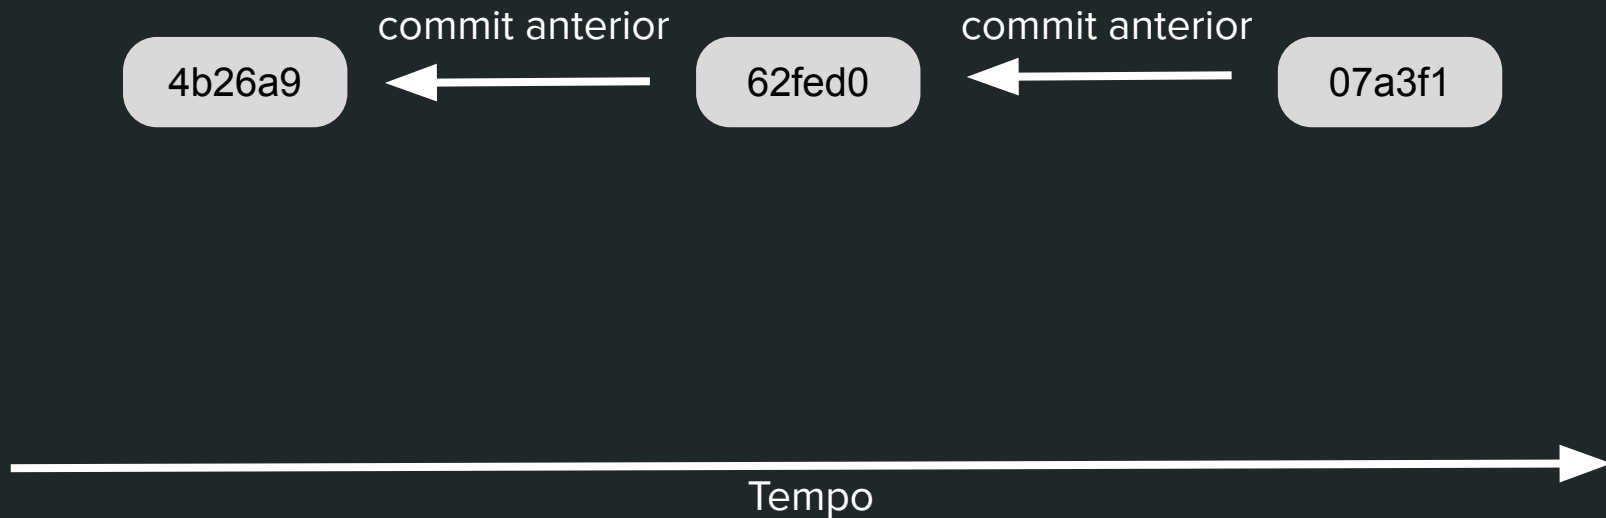 commit anterior
commit anterior
4b26a9
62fed0
07a3f1
Tempo